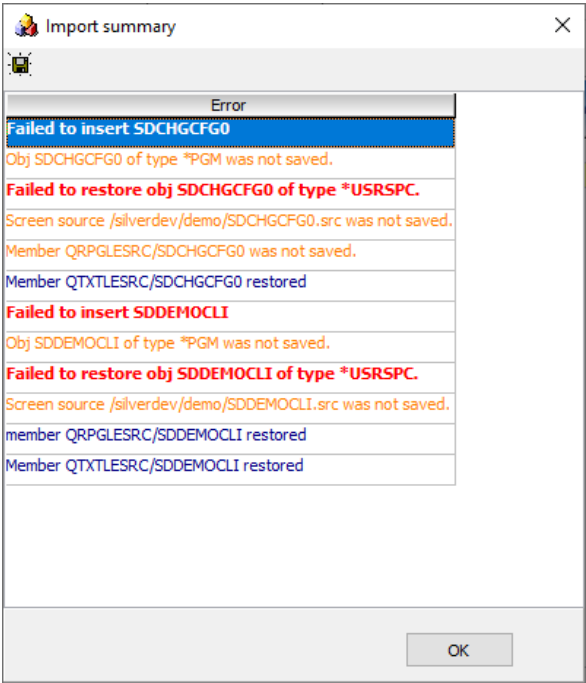 Import summary
Error
Failed to insert SDCHGCFG0
Obj SDCHGCFG0 of type *PGM was not saved.
Failed to restore obj SDCHGCFG0 of type *USRSPC.
Screen source /silverdev/demo/SDCHGCFG0.src was not saved.
Member QRPGLESRC/SDCHGCFG0 was not saved.
Member QTXTLESRC/SDCHGCFG0 restored
Failed to insert SDDEMOCLI
Obj SDDEMOCLI of type *PGM was not saved.
Failed to restore obj SDDEMOCLI of type *USRSPC.
Screen source /silverdev/demo/SDDEMOCLI.src was not saved.
member QRPGLESRC/SDDEMOCLI restored
Member QTXTLESRC/SDDEMOCLI restored
OK